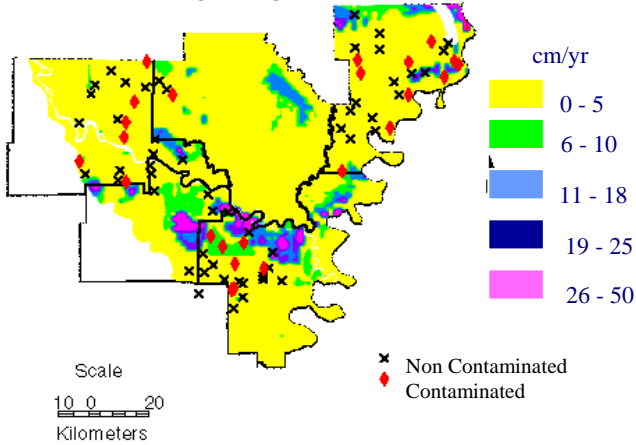 cm/yr
0 - 5
6 - 10
11 - 18
19 - 25
26 - 50
Non Contaminated
Contaminated
Scale
10 0 20
Kilometers